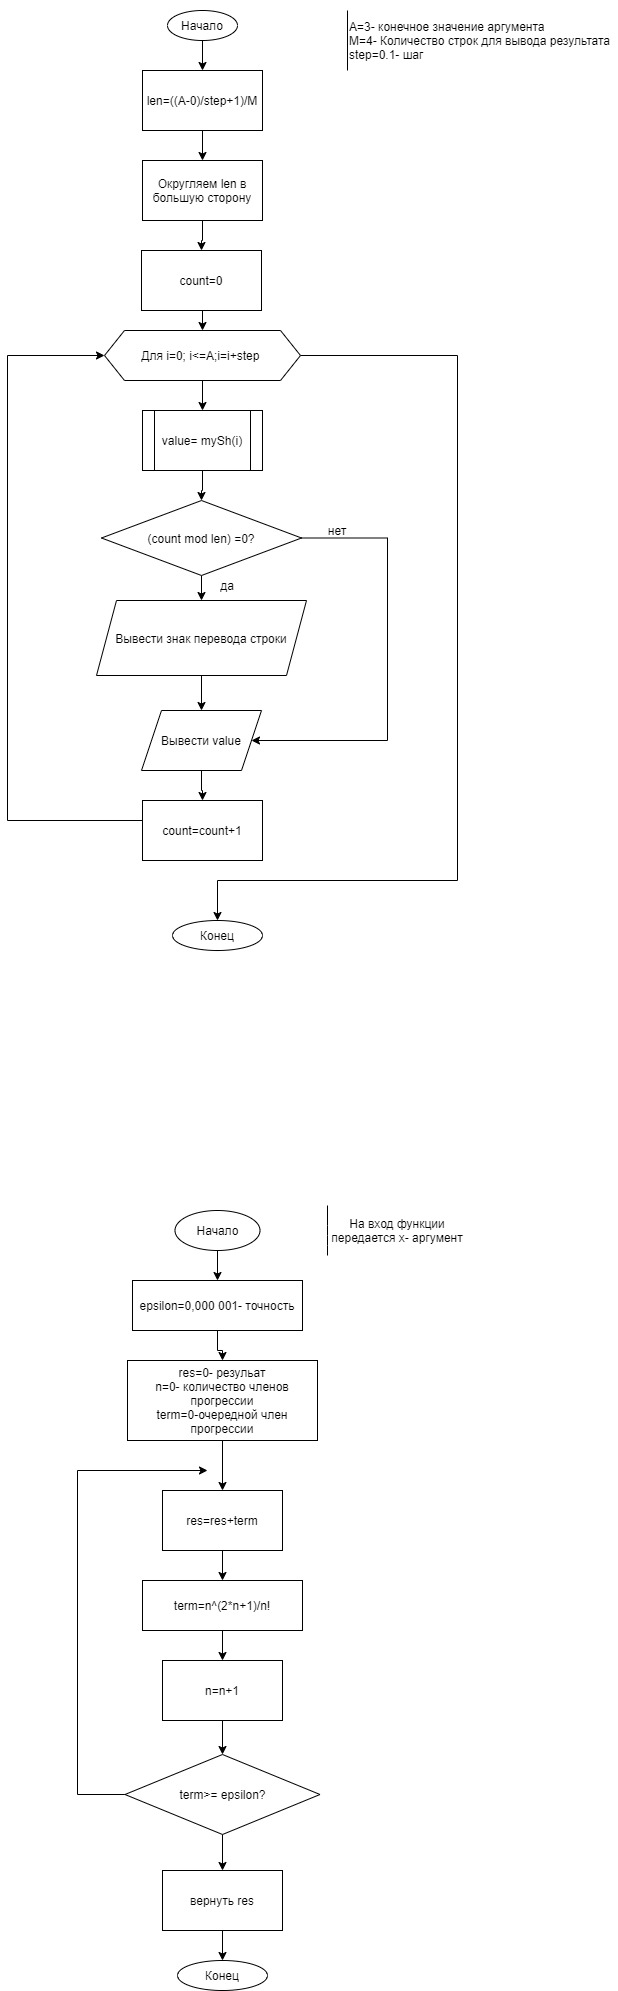 Начало
A=3- конечное значение аргумента
M=4- Количество строк для вывода результата
step=0.1- шаг
len=((A-0)/step+1)/M
Округляем len в
большую сторону
count=0
Для i=0; i<=A;i=i+step
value= mySh(i)
(count mod len) =0?
нет
да
Вывести знак перевода строки
Вывести value
count=count+1
Конец
Начало
На вход функции
передается x- аргумент
epsilon=0,000 001- точность
res=0- резульат
n=0- количество членов
прогрессии
term=0-очередной член
прогрессии
res=res+term
term=n^(2*n+1)/n!
n=n+1
term>= epsilon?
вернуть res
Конец